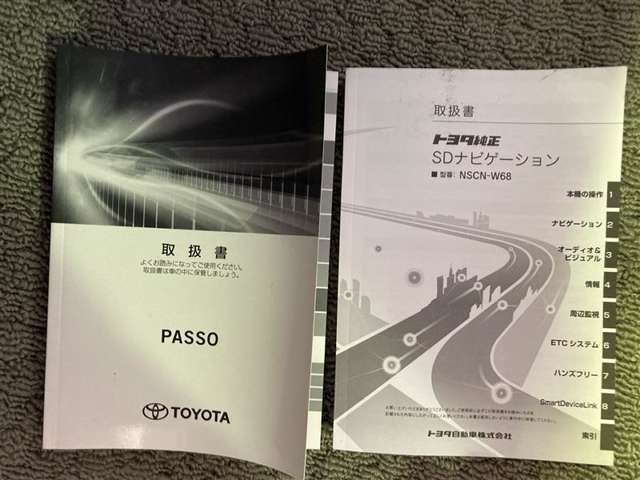 取扱書
よくお読みになってご使用ください。
取扱書は車の中に保管しましょう。
PASSO
TOYOTA
取扱書
トヨタ純正
SDナビゲーション
■ 型番: NSCN-W68
本機の操作 1
ナビゲーション 2
オーディオ&
ビジュアル 3
情報 4
周辺監視 5
ETC システム 6
ハンズフリー 7
SmartDeviceLink 8
索引
トヨタ自動車株式会社